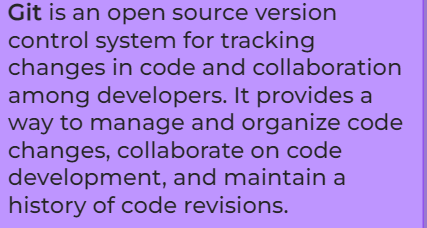 Git is an open source version
control system for tracking
changes in code and collaboration
among developers. It provides a
way to manage and organize code
changes, collaborate on code
development, and maintain a
history of code revisions.